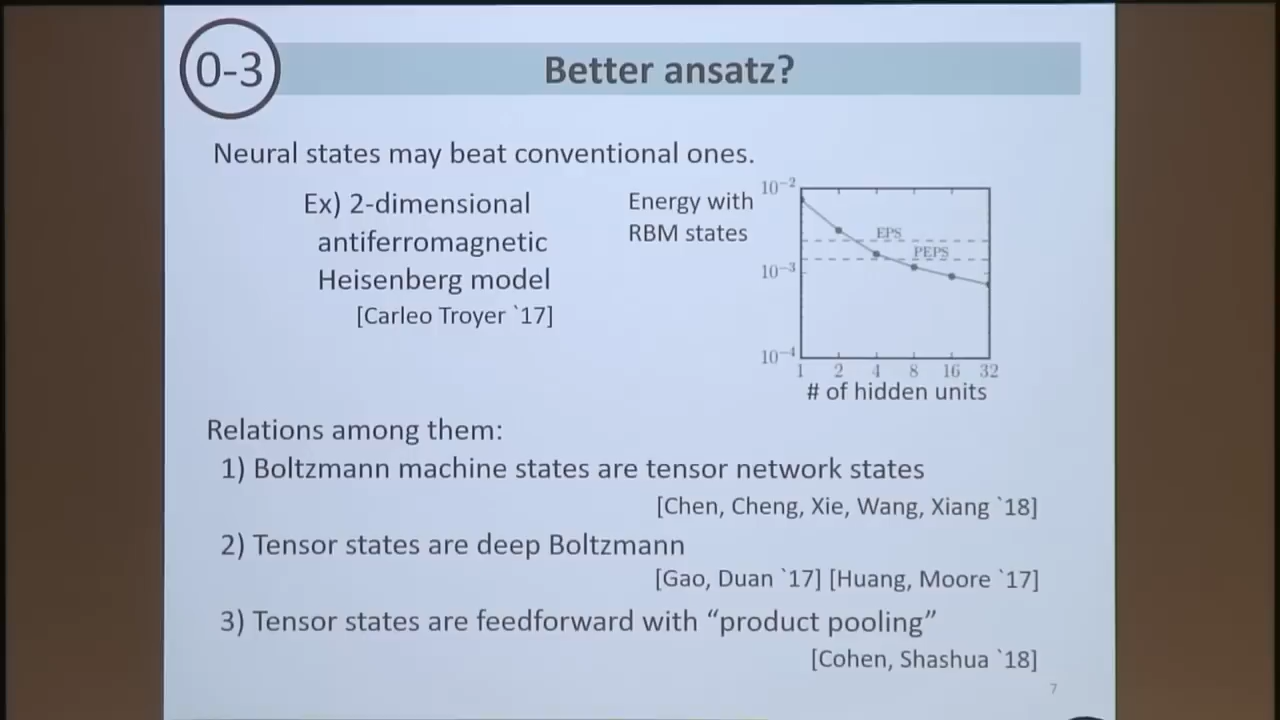 0-3
Better ansatz?
Neural states may beat conventional ones.
Ex) 2-dimensional
antiferromagnetic
Heisenberg model
[Carleo Troyer `17]
Energy with
RBM states
10⁻²
EPS
PEPS
10⁻³
10⁻⁴
1 2 4 8 16 32
# of hidden units
Relations among them:
1) Boltzmann machine states are tensor network states
[Chen, Cheng, Xie, Wang, Xiang `18]
2) Tensor states are deep Boltzmann
[Gao, Duan `17] [Huang, Moore `17]
3) Tensor states are feedforward with “product pooling”
[Cohen, Shashua `18]
7